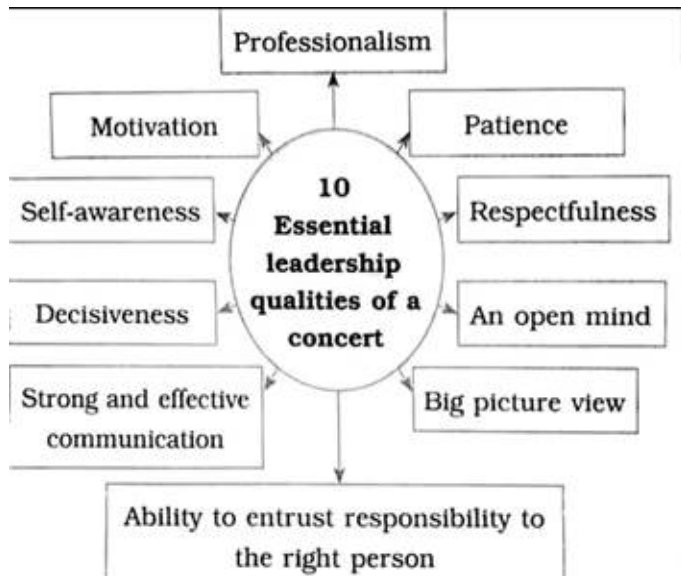 Professionalism
Motivation
Patience
Self-awareness
10
Essential
leadership
qualities of a
concert
Respectfulness
Decisiveness
An open mind
Strong and effective
communication
Big picture view
Ability to entrust responsibility to
the right person